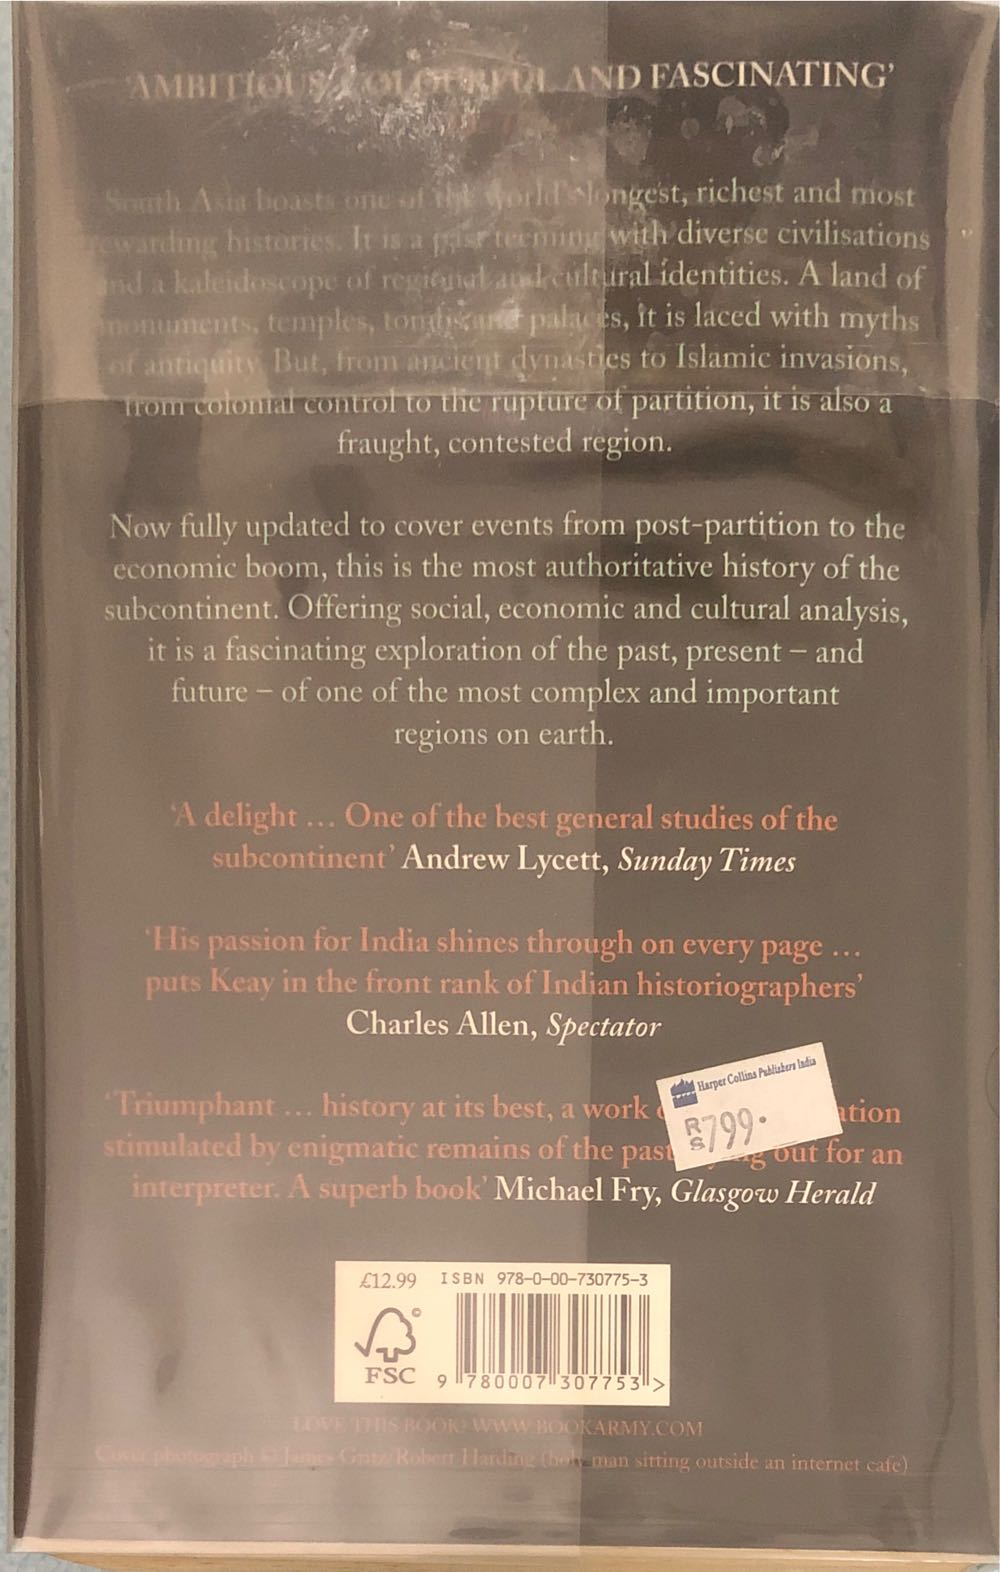 'AMBITIOUS, COLOURFUL AND FASCINATING'
South Asia boasts one of the world's longest, richest and most
rewarding histories. It is a past teeming with diverse civilisations
and a kaleidoscope of regional and cultural identities. A land of
monuments, temples, tombs and palaces, it is laced with myths
of antiquity. But, from ancient dynasties to Islamic invasions,
from colonial control to the rupture of partition, it is also a
fraught, contested region.
Now fully updated to cover events from post-partition to the
economic boom, this is the most authoritative history of the
subcontinent. Offering social, economic and cultural analysis,
it is a fascinating exploration of the past, present – and
future – of one of the most complex and important
regions on earth.
'A delight ... One of the best general studies of the
subcontinent' Andrew Lycett, Sunday Times
'His passion for India shines through on every page ...
puts Keay in the front rank of Indian historiographers'
Charles Allen, Spectator
Harper Collins Publishers India
RS 799.
'Triumphant ... history at its best, a work
stimulated by enigmatic remains of the past out for an
interpreter. A superb book' Michael Fry, Glasgow Herald
£12.99 ISBN 978-0-00-730775-3
FSC
9 780007 307753 >
LOVE THIS BOOK? WWW.BOOKARMY.COM
Cover photograph © James Gritz/Robert Harding (holy man sitting outside an internet cafe)